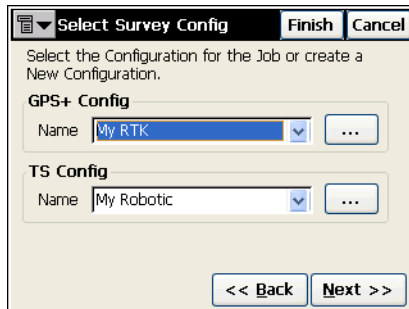 Select Survey Config Finish Cancel
Select the Configuration for the Job or create a
New Configuration.
GPS+ Config
Name My RTK ...
TS Config
Name My Robotic ...
<< Back Next >>